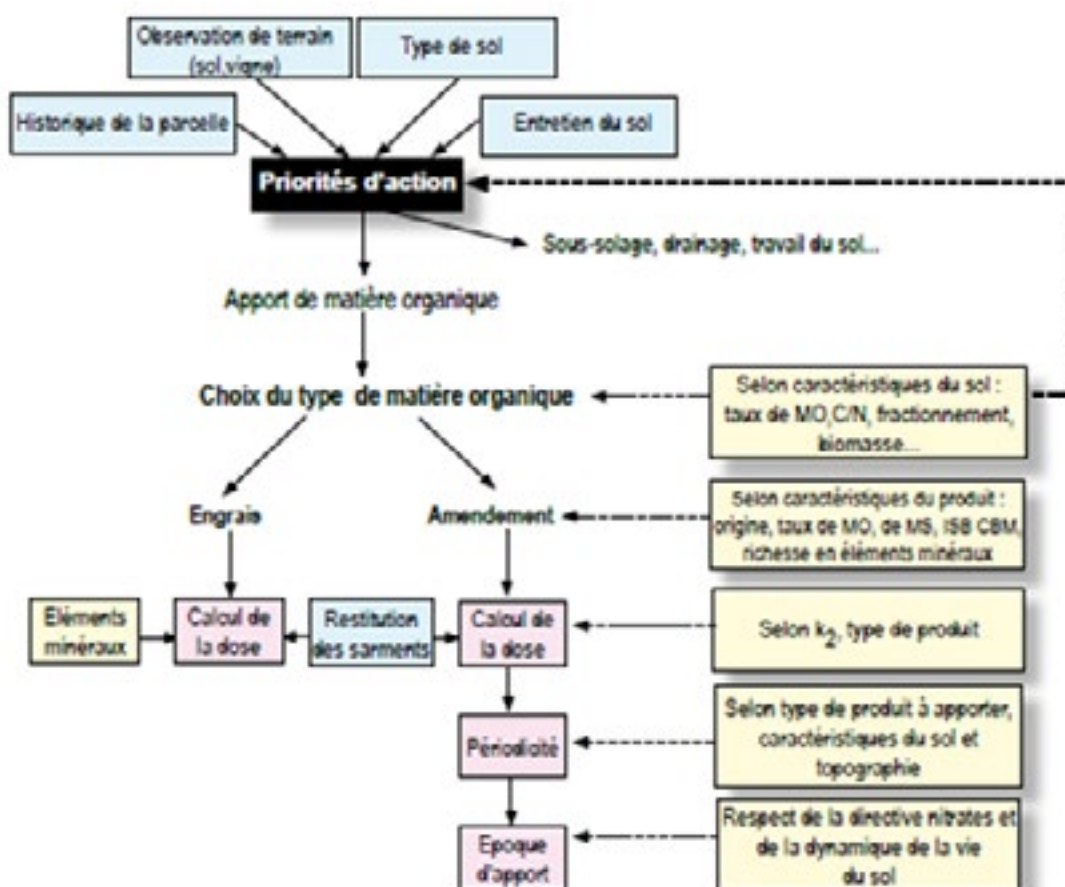 Observation de terrain
(sol,vigne)
Type de sol
Historique de la parcelle
Entretien du sol
Priorités d'action
Sous-solage, drainage, travail du sol...
Apport de matière organique
Choix du type de matière organique
Selon caractéristiques du sol :
taux de MO,C/N, fractionnement,
biomasse...
Engrais
Amendement
Selon caractéristiques du produit :
origine, taux de MO, de MS, ISB CBM,
richesse en éléments minéraux
Eléments
minéraux
Calcul de
la dose
Restitution
des sarments
Calcul de
la dose
Selon k2, type de produit
Périodicité
Selon type de produit à apporter,
caractéristiques du sol et
topographie
Epoque
d'apport
Respect de la directive nitrates et
de la dynamique de la vie
du sol